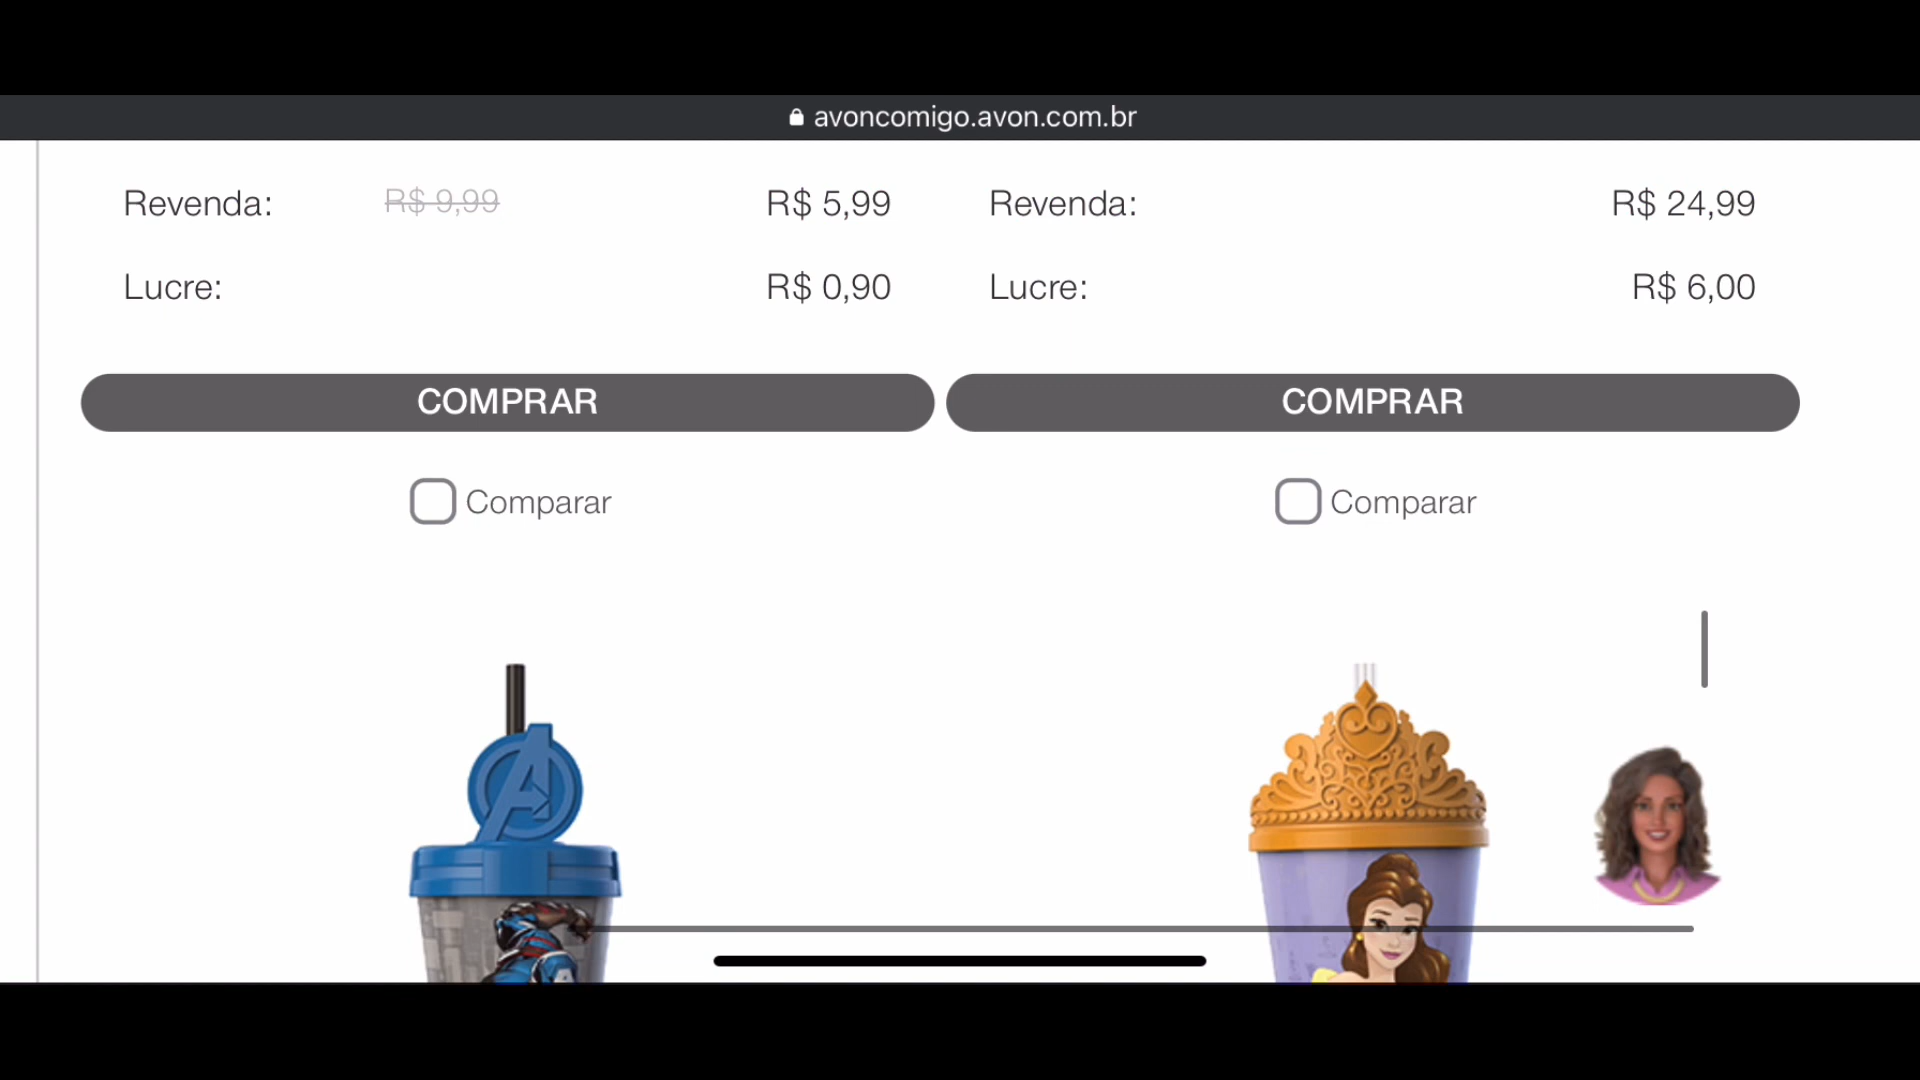 avoncomigo.avon.com.br
Revenda: R$ 9,99 R$ 5,99 Revenda: R$ 24,99
Lucre: R$ 0,90 Lucre: R$ 6,00
COMPRAR COMPRAR
Comparar Comparar